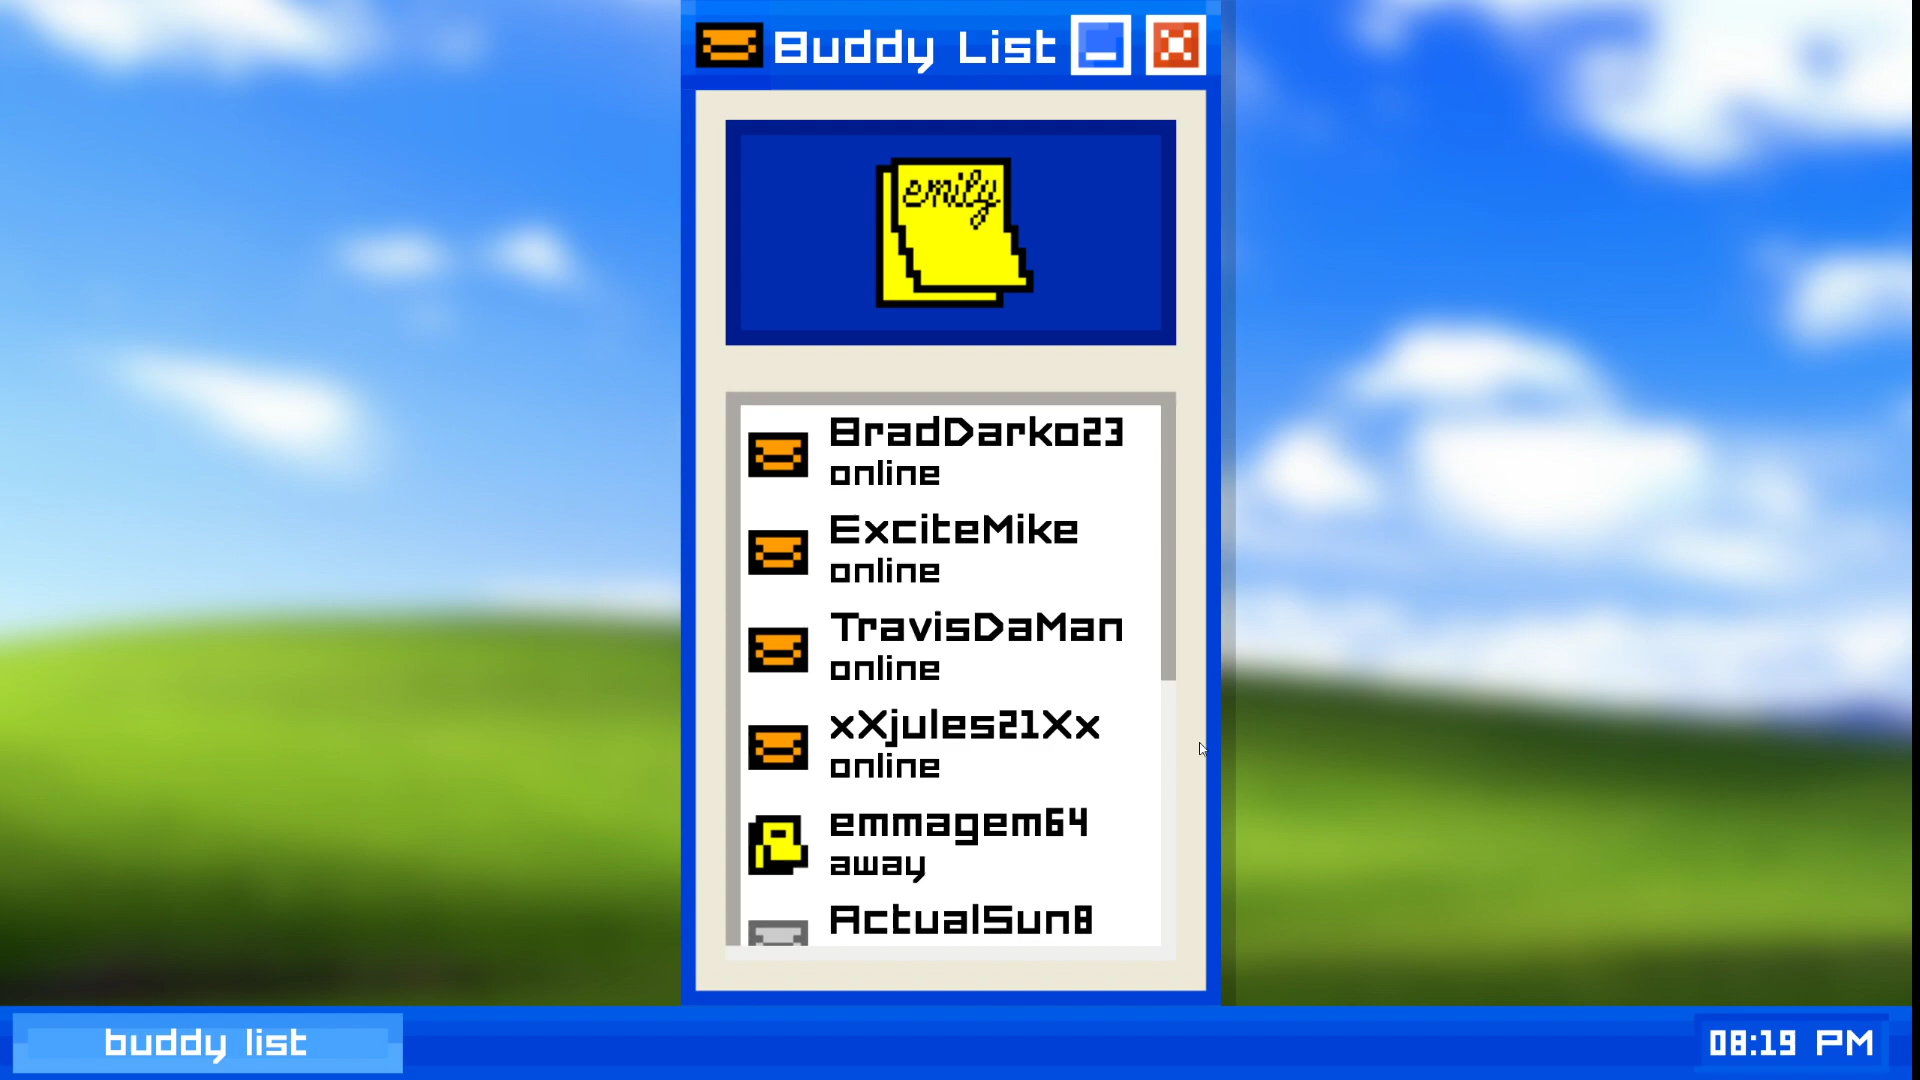 Buddy List
emily
BradDarko23
online
ExciteMike
online
TravisDaMan
online
xXjules21Xx
online
emmagem64
away
ActualSun8
buddy list
08:19 PM